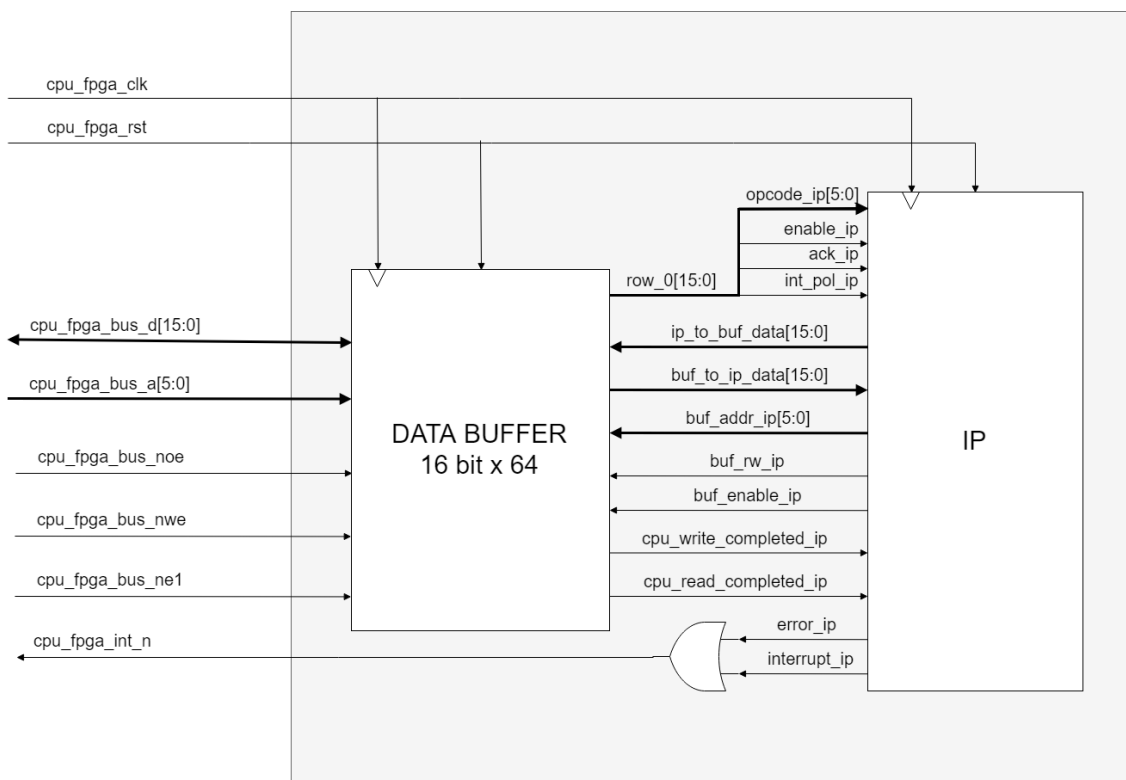 cpu_fpga_clk
cpu_fpga_rst
opcode_ip[5:0]
enable_ip
ack_ip
row_0[15:0]
int_pol_ip
cpu_fpga_bus_d[15:0]
ip_to_buf_data[15:0]
cpu_fpga_bus_a[5:0]
buf_to_ip_data[15:0]
buf_addr_ip[5:0]
DATA BUFFER
16 bit x 64
IP
cpu_fpga_bus_noe
buf_rw_ip
buf_enable_ip
cpu_fpga_bus_nwe
cpu_write_completed_ip
cpu_fpga_bus_ne1
cpu_read_completed_ip
error_ip
cpu_fpga_int_n
interrupt_ip